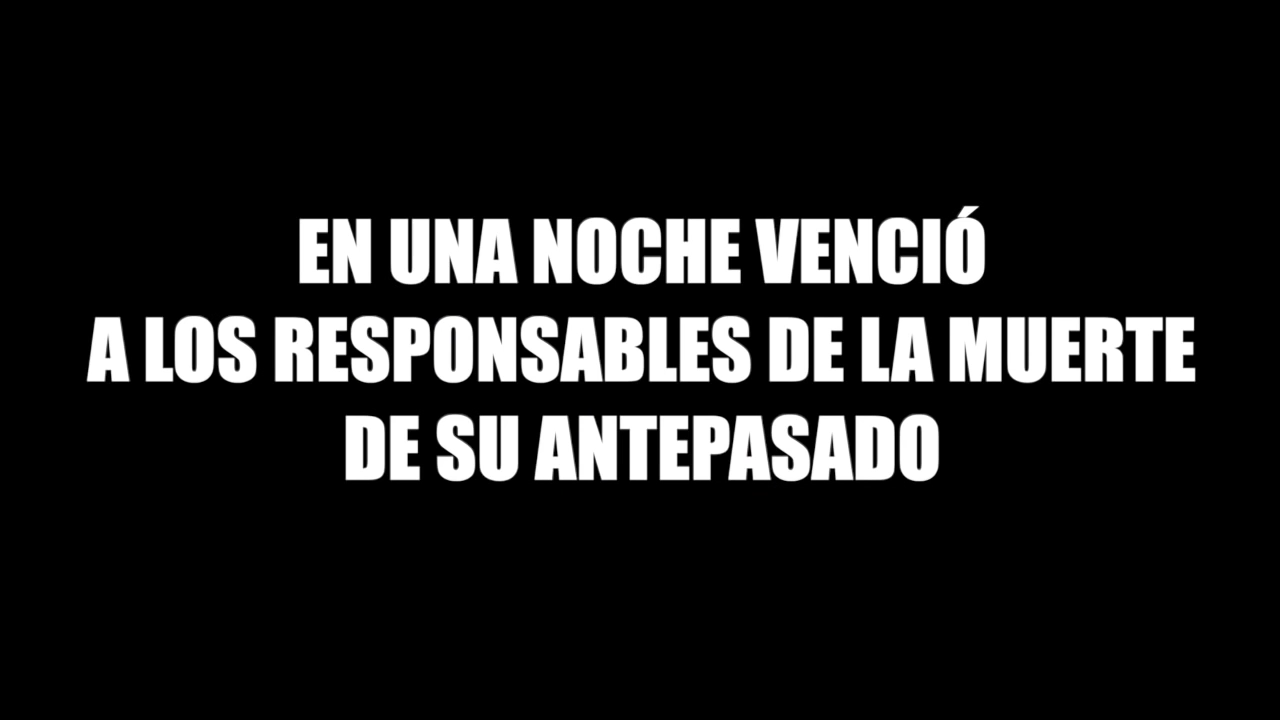 EN UNA NOCHE VENCIÓ
A LOS RESPONSABLES DE LA MUERTE
DE SU ANTEPASADO